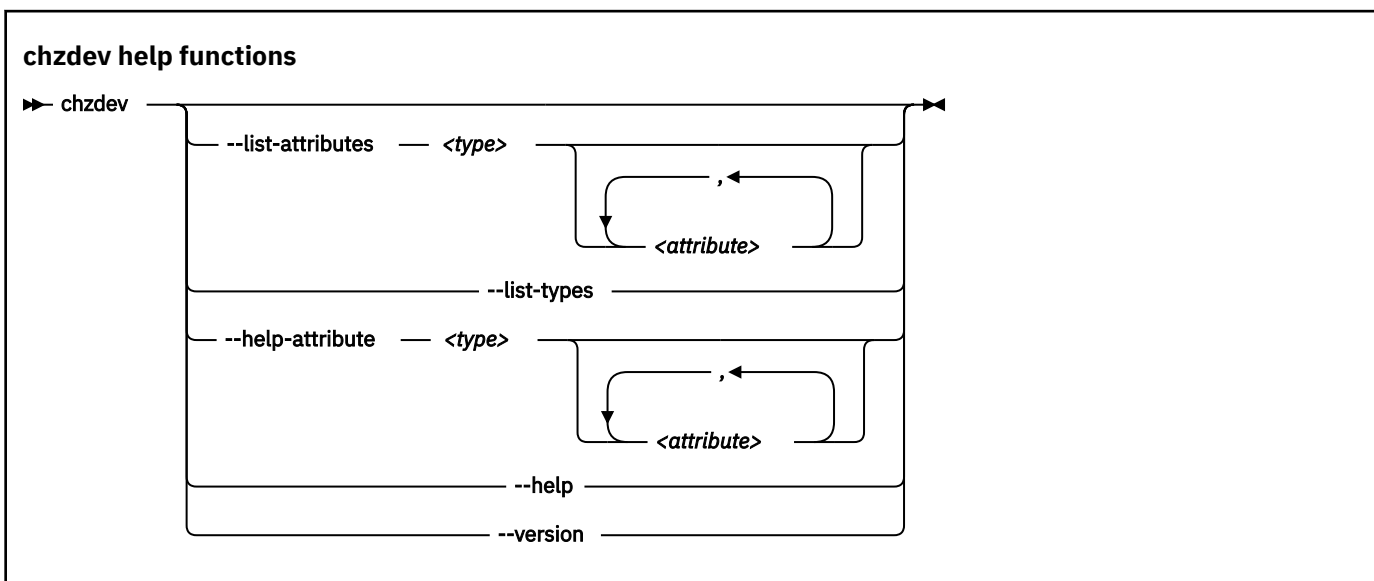 chzdev help functions
chzdev
--list-attributes <type>
,
<attribute>
--list-types
--help-attribute <type>
,
<attribute>
--help
--version